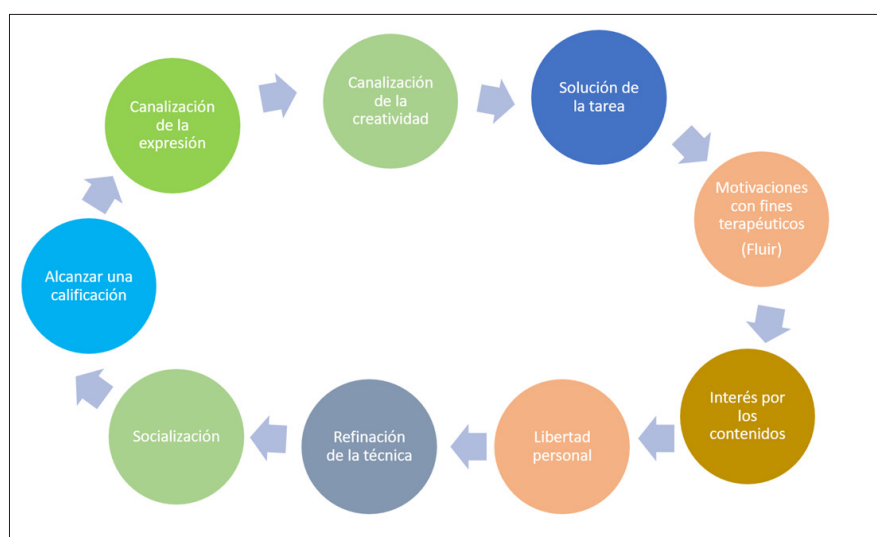 Canalización
de la
expresión
Canalización
de la
creatividad
Solución de
la tarea
Motivaciones
con fines
terapéuticos
(Fluir)
Interés por
los
contenidos
Libertad
personal
Refinación
de la técnica
Socialización
Alcanzar una
calificación